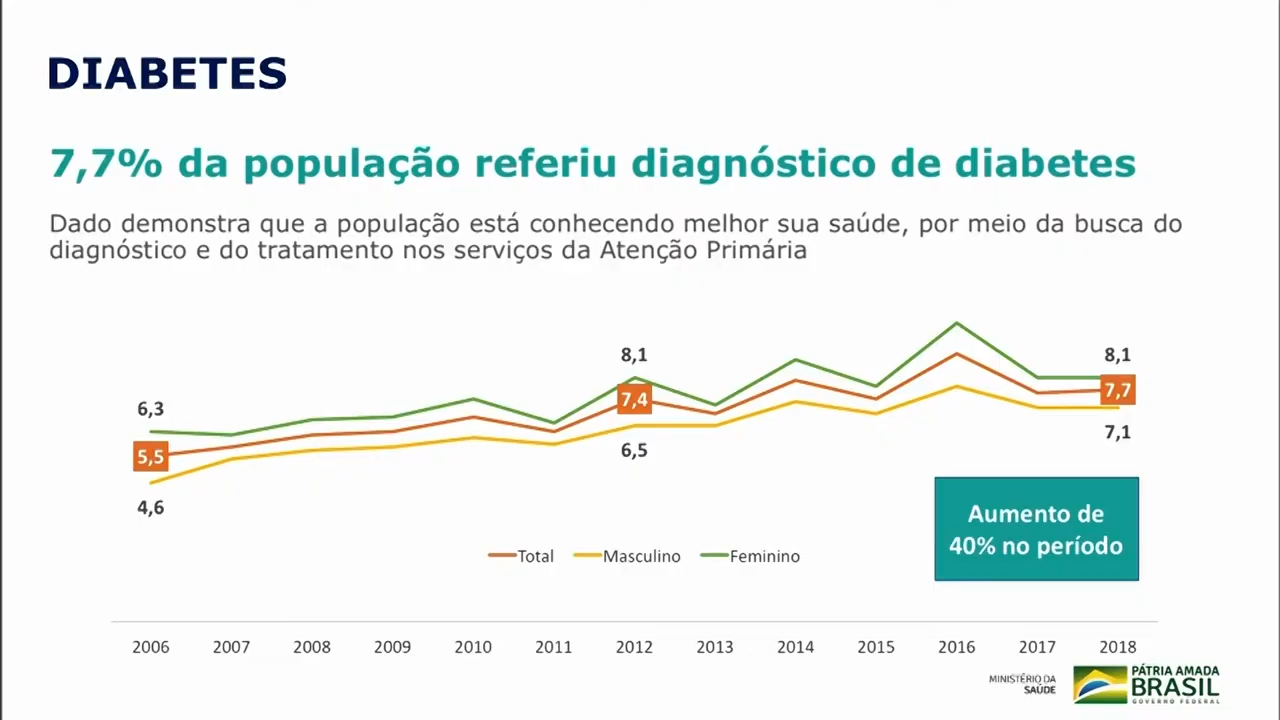 DIABETES
7,7% da população referiu diagnóstico de diabetes
Dado demonstra que a população está conhecendo melhor sua saúde, por meio da busca do
diagnóstico e do tratamento nos serviços da Atenção Primária
6,3
5,5
4,6
8,1
7,4
6,5
8,1
7,7
7,1
Aumento de
40% no período
Total Masculino Feminino
2006 2007 2008 2009 2010 2011 2012 2013 2014 2015 2016 2017 2018
MINISTÉRIO DA
SAÚDE
PÁTRIA AMADA
BRASIL
GOVERNO FEDERAL